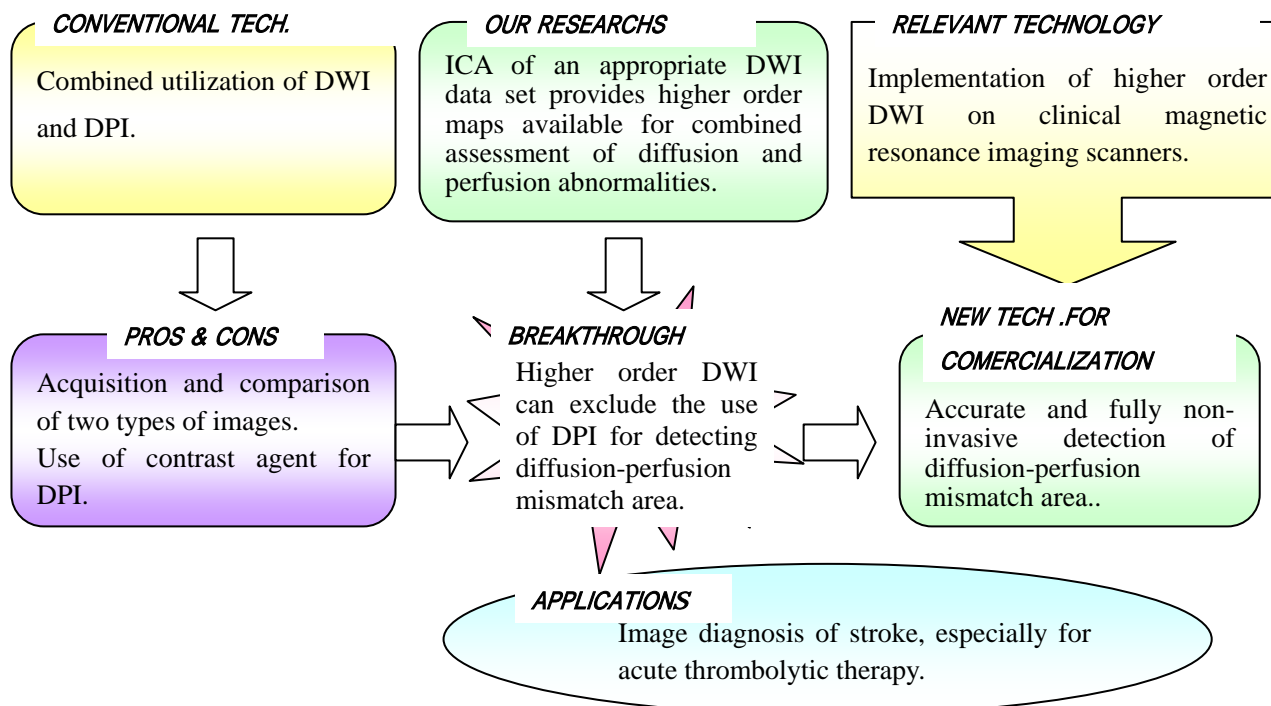 CONVENTIONAL TECH.
Combined utilization of DWI
and DPI.
OUR RESEARCHS
ICA of an appropriate DWI
data set provides higher order
maps available for combined
assessment of diffusion and
perfusion abnormalities.
RELEVANT TECHNOLOGY
Implementation of higher order
DWI on clinical magnetic
resonance imaging scanners.
PROS & CONS
Acquisition and comparison
of two types of images.
Use of contrast agent for
DPI.
BREAKTHROUGH
Higher order DWI
can exclude the use
of DPI for detecting
diffusion-perfusion
mismatch area.
NEW TECH .FOR
COMERCIALIZATION
Accurate and fully non-
invasive detection of
diffusion-perfusion
mismatch area..
APPLICATIONS
Image diagnosis of stroke, especially for
acute thrombolytic therapy.